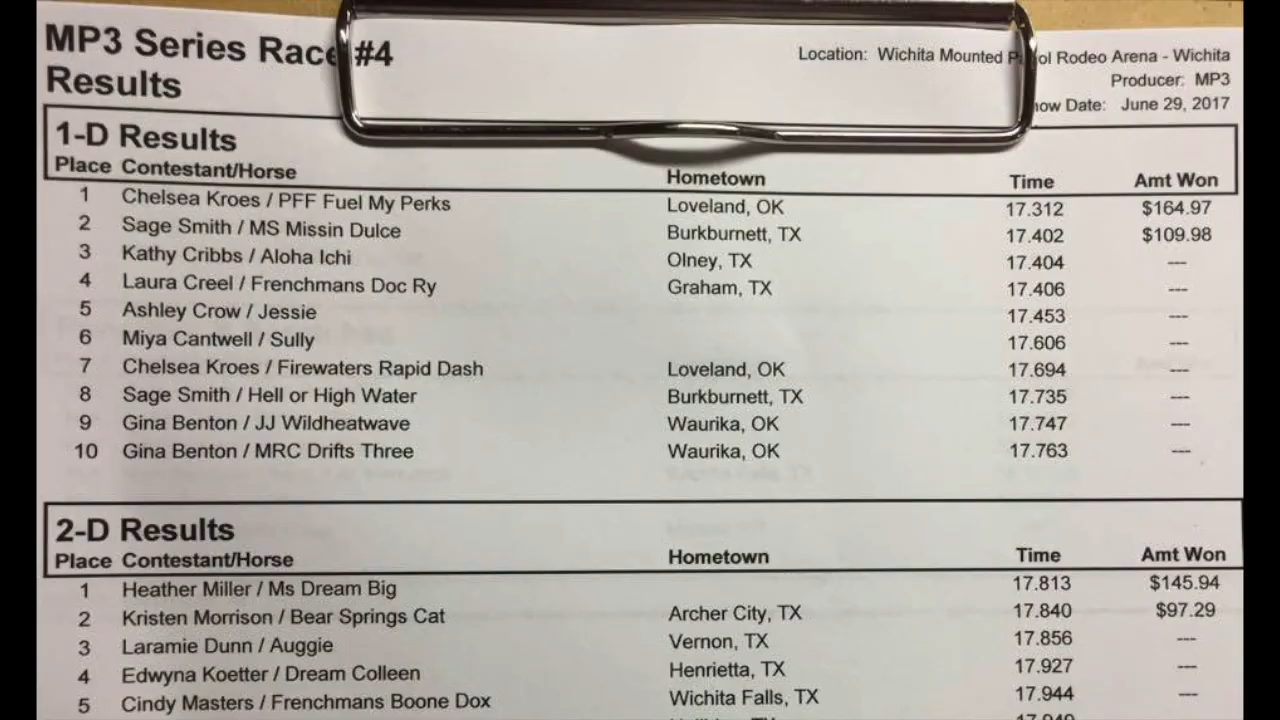 MP3 Series Race #4
Results
Location: Wichita Mounted Patrol Rodeo Arena - Wichita
Producer: MP3
Date: June 29, 2017
1-D Results
Place Contestant/Horse Hometown Time Amt Won
1 Chelsea Kroes / PFF Fuel My Perks Loveland, OK 17.312 $164.97
2 Sage Smith / MS Missin Dulce Burkburnett, TX 17.402 $109.98
3 Kathy Cribbs / Aloha Ichi Olney, TX 17.404 ---
4 Laura Creel / Frenchmans Doc Ry Graham, TX 17.406 ---
5 Ashley Crow / Jessie 17.453 ---
6 Miya Cantwell / Sully 17.606 ---
7 Chelsea Kroes / Firewaters Rapid Dash Loveland, OK 17.694 ---
8 Sage Smith / Hell or High Water Burkburnett, TX 17.735 ---
9 Gina Benton / JJ Wildheatwave Waurika, OK 17.747 ---
10 Gina Benton / MRC Drifts Three Waurika, OK 17.763 ---
2-D Results
Place Contestant/Horse Hometown Time Amt Won
1 Heather Miller / Ms Dream Big 17.813 $145.94
2 Kristen Morrison / Bear Springs Cat Archer City, TX 17.840 $97.29
3 Laramie Dunn / Auggie Vernon, TX 17.856 ---
4 Edwyna Koetter / Dream Colleen Henrietta, TX 17.927 ---
5 Cindy Masters / Frenchmans Boone Dox Wichita Falls, TX 17.944 ---